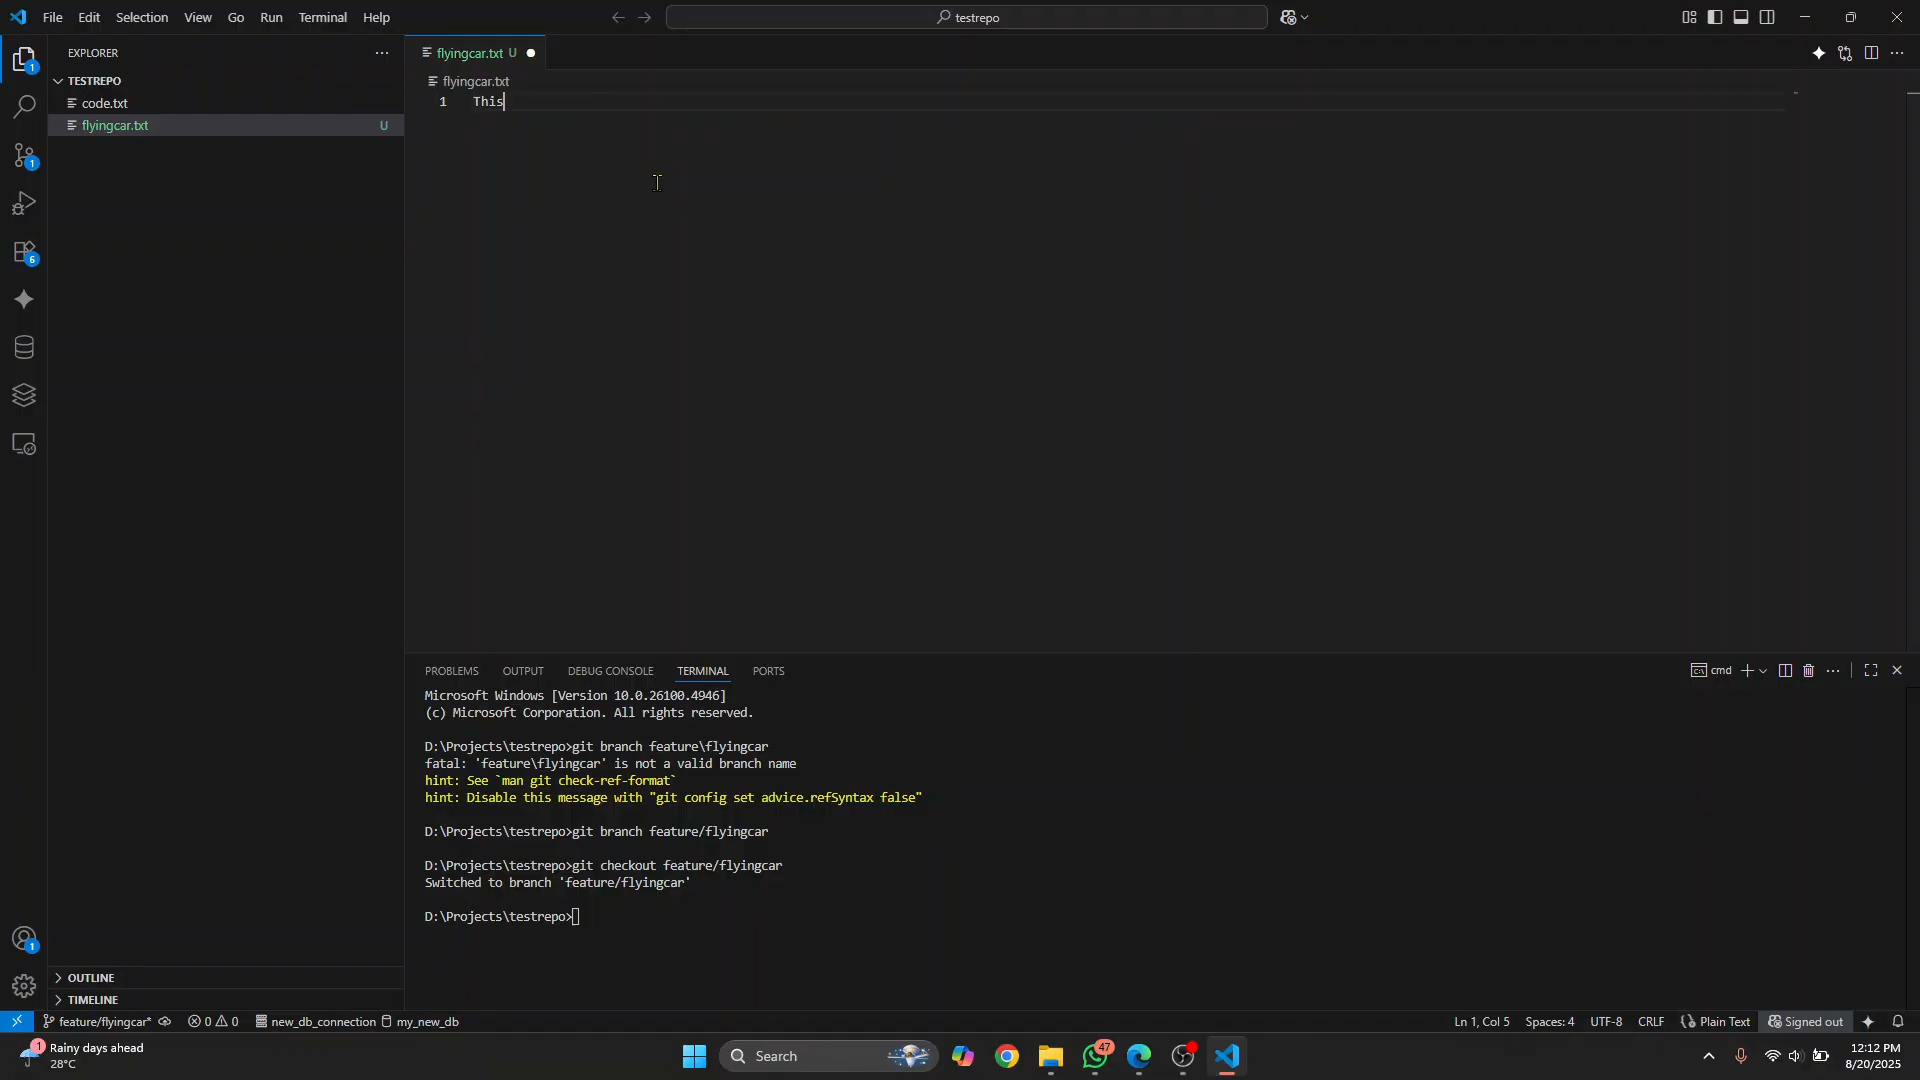 File Edit Selection View Go Run Terminal Help
testrepo
EXPLORER
TESTREPO
code.txt
flyingcar.txt U
1
1
6
1
flyingcar.txt U
flyingcar.txt
1 This
PROBLEMS OUTPUT DEBUG CONSOLE TERMINAL PORTS
cmd
Microsoft Windows [Version 10.0.26100.4946]
(c) Microsoft Corporation. All rights reserved.
D:\Projects\testrepo>git branch feature\flyingcar
fatal: 'feature\flyingcar' is not a valid branch name
hint: See `man git check-ref-format`
hint: Disable this message with "git config set advice.refSyntax false"
D:\Projects\testrepo>git branch feature/flyingcar
D:\Projects\testrepo>git checkout feature/flyingcar
Switched to branch 'feature/flyingcar'
D:\Projects\testrepo>
OUTLINE
TIMELINE
feature/flyingcar* 0 0 new_db_connection my_new_db
Ln 1, Col 5 Spaces: 4 UTF-8 CRLF Plain Text Signed out
1
Rainy days ahead
28°C
Search
47
12:12 PM
8/20/2025